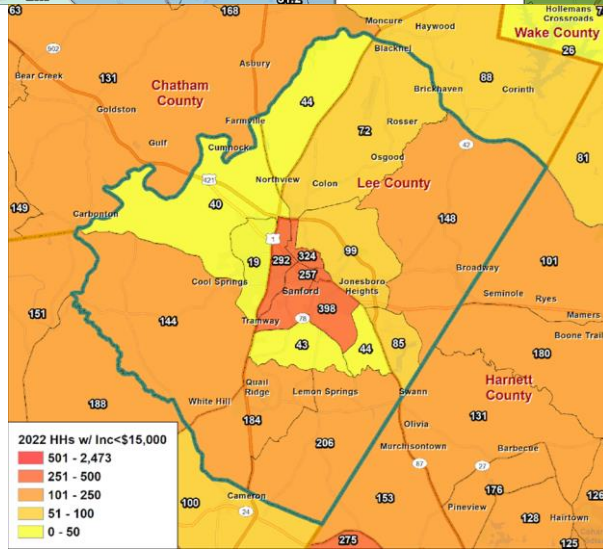 51.2
63
168
Moncure
Haywood
Hollemans
Crossroads
Wake County
26
502
Bear Creek
131
Asbury
Blacknel
Chatham
County
44
88
Brickhaven
Corinth
Goldston
Farmville
72
Rosser
Gulf
Cumnock
Osgood
42
81
421
Northview
Colon
Lee County
149
Carbonton
40
148
1
99
101
292
324
19
257
Broadway
Cool Springs
Sanford
Jonesboro
Heights
Seminole
Ryes
151
144
398
Mamers
Tramway
78
Boone Trail
43
44
85
180
Quail
Ridge
Lemon Springs
Swann
Harnett
County
188
White Hill
184
Olivia
131
2022 HHs w/ Inc<$15,000
501 - 2,473
251 - 500
101 - 250
51 - 100
0 - 50
206
Murchisontown
Barbecue
87
27
100
Cameron
24
153
Pineview
176
126
128
Hairtown
275
125